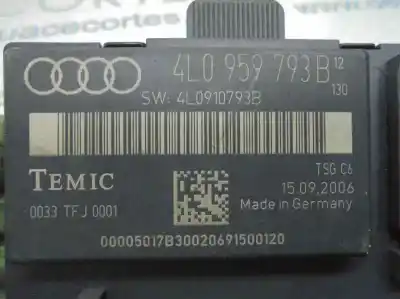 4L0 959 793 B 12
130
SW: 4L0910793B
TEMIC
TSG C6
15.09.2006
0033 TFJ 0001
Made in Germany
00005017B30020691500120